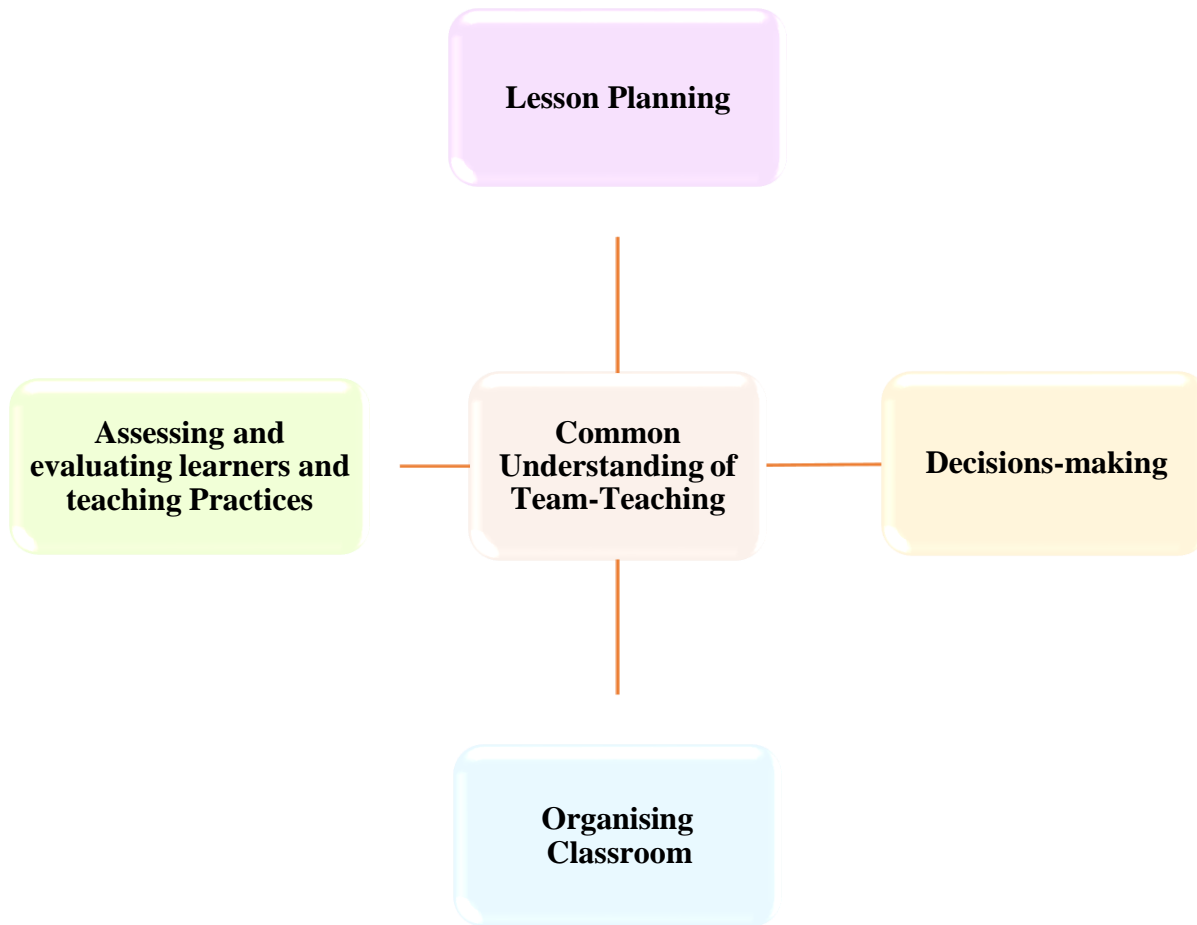 Lesson Planning
Assessing and
evaluating learners and
teaching Practices
Common
Understanding of
Team-Teaching
Decisions-making
Organising
Classroom